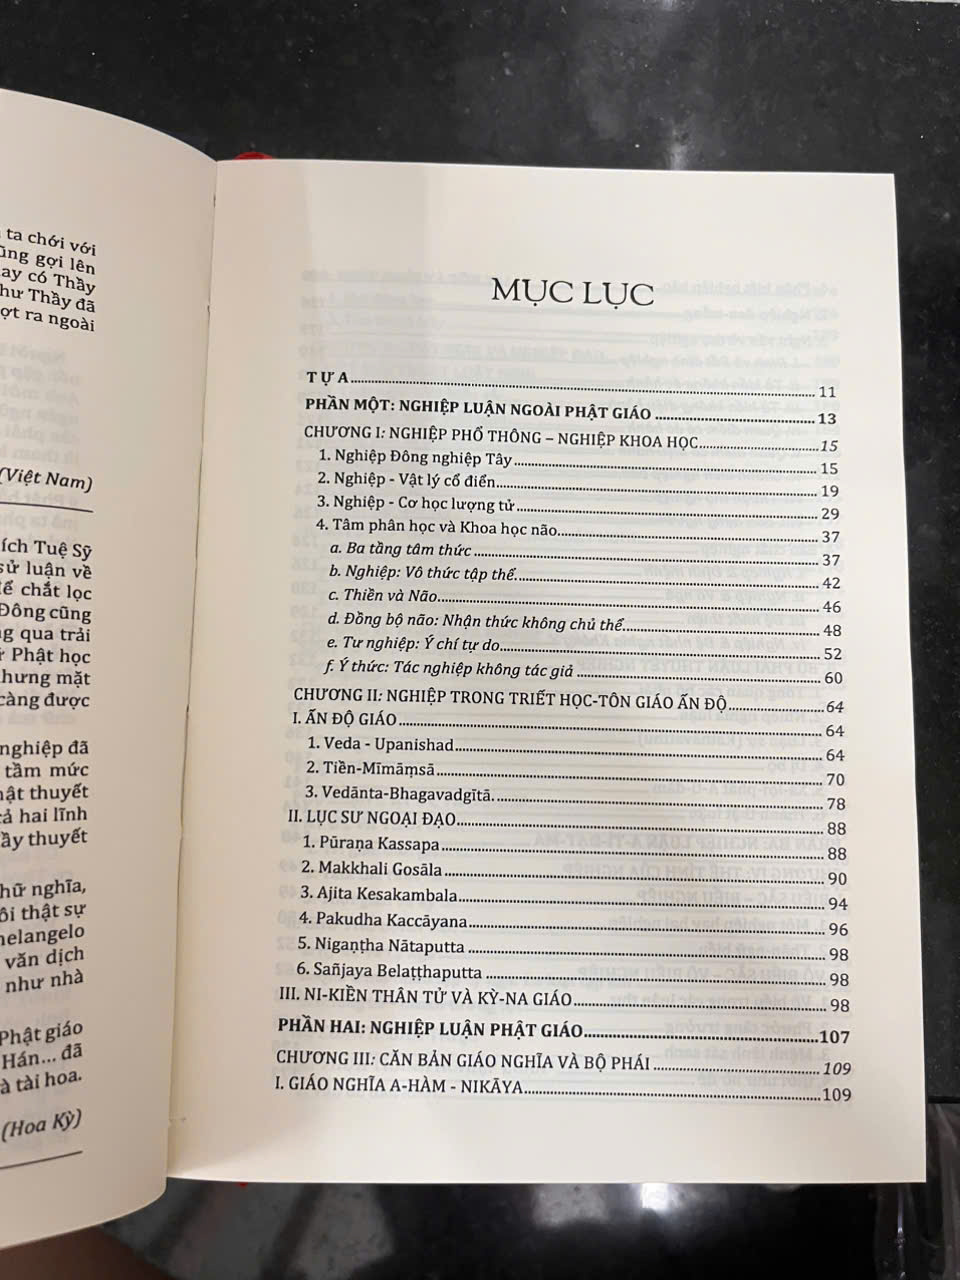 ta chới với
ũng gợi lên
ay có Thầy
hư Thầy đã
ợt ra ngoài
(Việt Nam)
ích Tuệ Sỹ
sử luận về
ể chắt lọc
Đông cũng
g qua trải
Phật học
hưng mặt
càng được
nghiệp đã
tầm mức
ật thuyết
ả hai lĩnh
ầy thuyết
hữ nghĩa,
ôi thật sự
helangelo
văn dịch
như nhà
Phật giáo
Hán... đã
à tài hoa.
(Hoa Kỳ)
MỤC LỤC
TỰ A........ 11
PHẦN MỘT: NGHIỆP LUẬN NGOÀI PHẬT GIÁO ........ 13
CHƯƠNG I: NGHIỆP PHỔ THÔNG – NGHIỆP KHOA HỌC........ 15
1. Nghiệp Đông nghiệp Tây........ 15
2. Nghiệp - Vật lý cổ điển........ 19
3. Nghiệp - Cơ học lượng tử........ 29
4. Tâm phân học và Khoa học não........ 37
a. Ba tầng tâm thức........ 37
b. Nghiệp: Vô thức tập thể........ 42
c. Thiền và Não........ 46
d. Đồng bộ não: Nhận thức không chủ thể........ 48
e. Tư nghiệp: Ý chí tự do........ 52
f. Ý thức: Tác nghiệp không tác giả ........ 60
CHƯƠNG II: NGHIỆP TRONG TRIẾT HỌC-TÔN GIÁO ẤN ĐỘ........ 64
I. ẤN ĐỘ GIÁO........ 64
1. Veda - Upanishad........ 64
2. Tiền-Mīmāṃsā........ 70
3. Vedānta-Bhagavadgītā. ........ 78
II. LỤC SƯ NGOẠI ĐẠO........ 88
1. Pūraṇa Kassapa ........ 88
2. Makkhali Gosāla ........ 90
3. Ajita Kesakambala........ 94
4. Pakudha Kaccāyana........ 96
5. Nigaṇṭha Nātaputta ........ 98
6. Sañjaya Belaṭṭhaputta ........ 98
III. NI-KIỀN THÂN TỬ VÀ KỲ-NA GIÁO........ 98
PHẦN HAI: NGHIỆP LUẬN PHẬT GIÁO........ 107
CHƯƠNG III: CĂN BẢN GIÁO NGHĨA VÀ BỘ PHÁI ........ 109
I. GIÁO NGHĨA A-HÀM - NIKĀYA........ 109